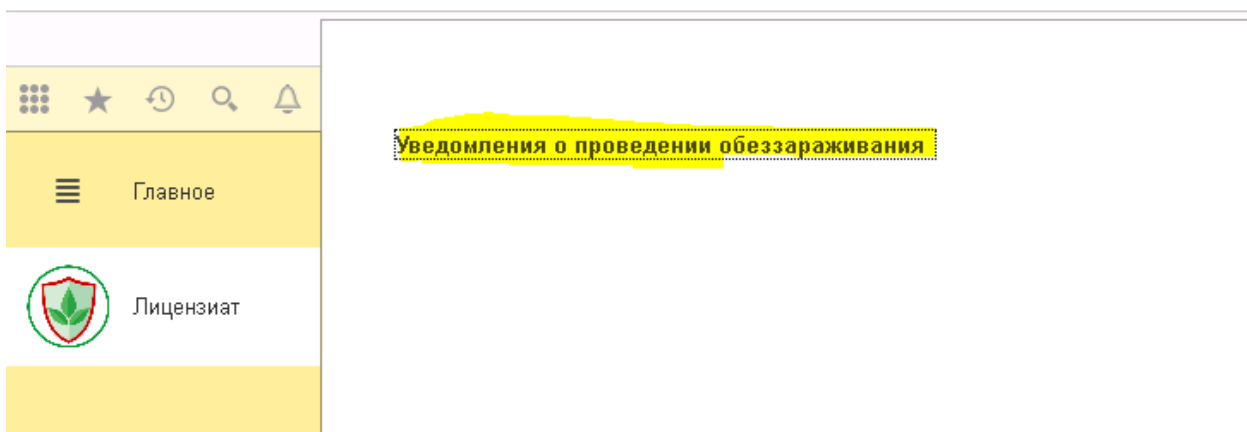 Уведомления о проведении обеззараживания
Главное
Лицензиат